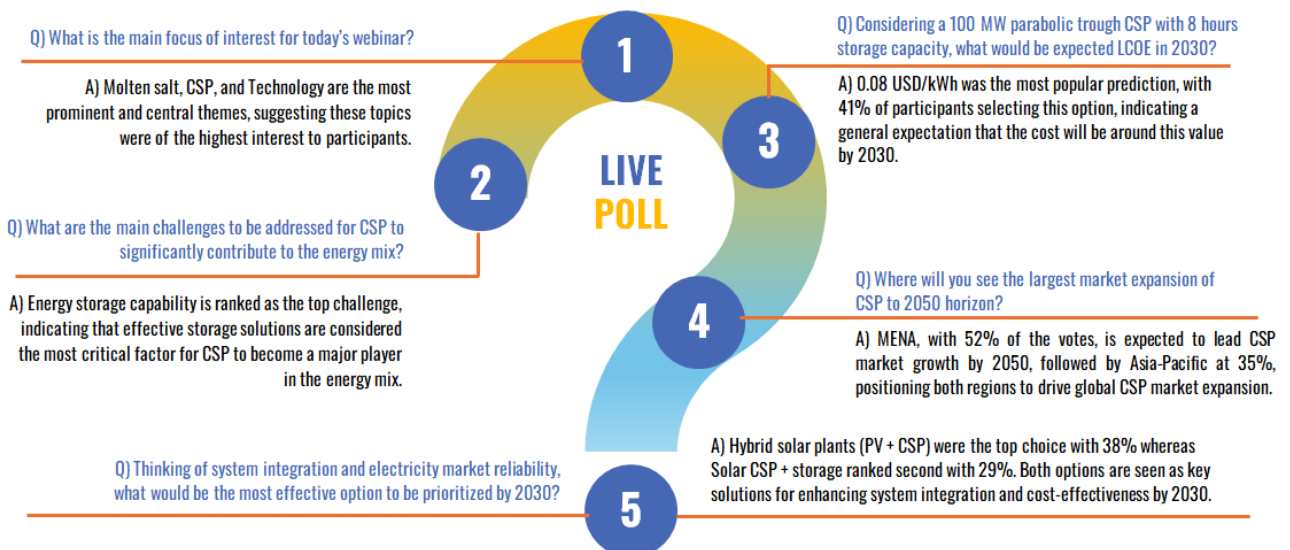 Q) What is the main focus of interest for today's webinar?
A) Molten salt, CSP, and Technology are the most
prominent and central themes, suggesting these topics
were of the highest interest to participants.
1
2
Q) What are the main challenges to be addressed for CSP to
significantly contribute to the energy mix?
A) Energy storage capability is ranked as the top challenge,
indicating that effective storage solutions are considered
the most critical factor for CSP to become a major player
in the energy mix.
LIVE
POLL
Q) Considering a 100 MW parabolic trough CSP with 8 hours
storage capacity, what would be expected LCOE in 2030?
A) 0.08 USD/kWh was the most popular prediction, with
41% of participants selecting this option, indicating a
general expectation that the cost will be around this value
by 2030.
3
4
Q) Where will you see the largest market expansion of
CSP to 2050 horizon?
A) MENA, with 52% of the votes, is expected to lead CSP
market growth by 2050, followed by Asia-Pacific at 35%,
positioning both regions to drive global CSP market expansion.
Q) Thinking of system integration and electricity market reliability,
what would be the most effective option to be prioritized by 2030?
5
A) Hybrid solar plants (PV + CSP) were the top choice with 38% whereas
Solar CSP + storage ranked second with 29%. Both options are seen as key
solutions for enhancing system integration and cost-effectiveness by 2030.